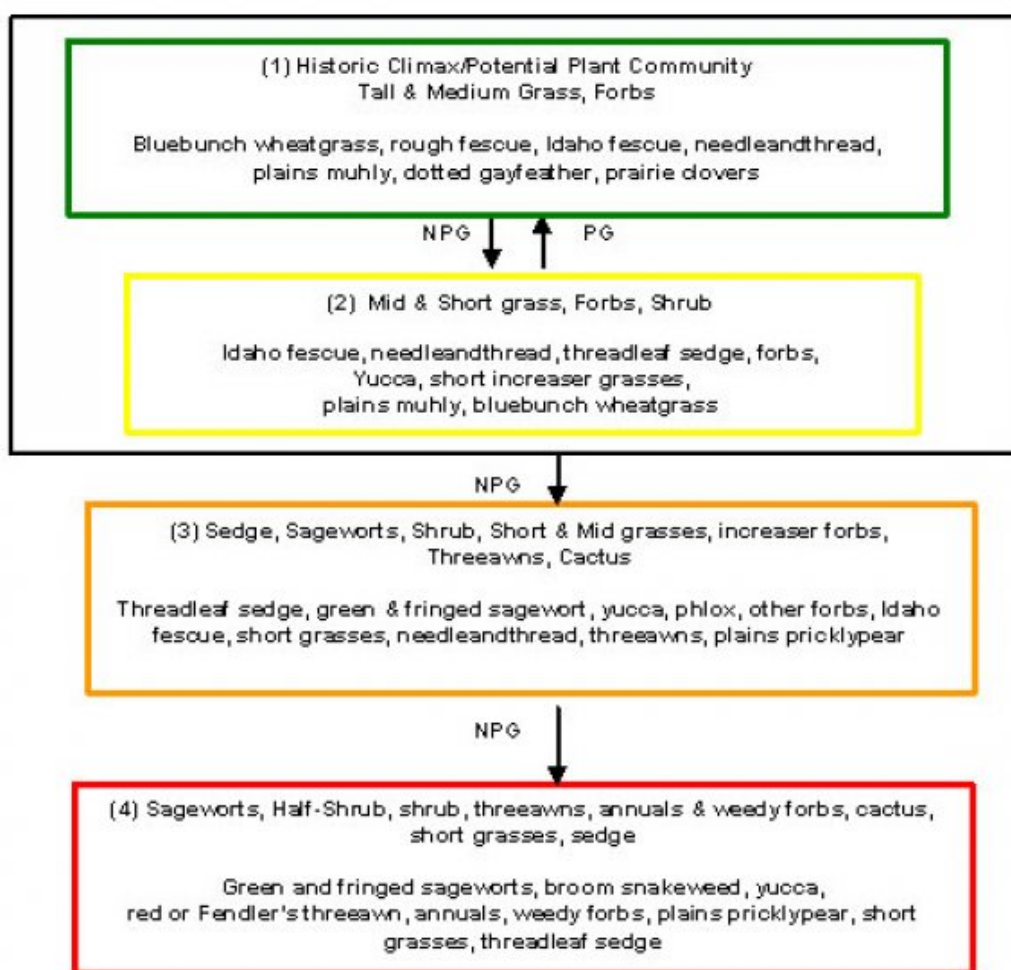 (1) Historic Climax/Potential Plant Community
Tall & Medium Grass, Forbs
Bluebunch wheatgrass, rough fescue, Idaho fescue, needleandthread,
plains muhly, dotted gayfeather, prairie clovers
NPG PG
(2) Mid & Short grass, Forbs, Shrub
Idaho fescue, needleandthread, threadleaf sedge, forbs,
Yucca, short increaser grasses,
plains muhly, bluebunch wheatgrass
NPG
(3) Sedge, Sageworts, Shrub, Short & Mid grasses, increaser forbs,
Threeawns, Cactus
Threadleaf sedge, green & fringed sagewort, yucca, phlox, other forbs, Idaho
fescue, short grasses, needleandthread, threeawns, plains pricklypear
NPG
(4) Sageworts, Half-Shrub, shrub, threeawns, annuals & weedy forbs, cactus,
short grasses, sedge
Green and fringed sageworts, broom snakeweed, yucca,
red or Fendler's threeawn, annuals, weedy forbs, plains pricklypear, short
grasses, threadleaf sedge